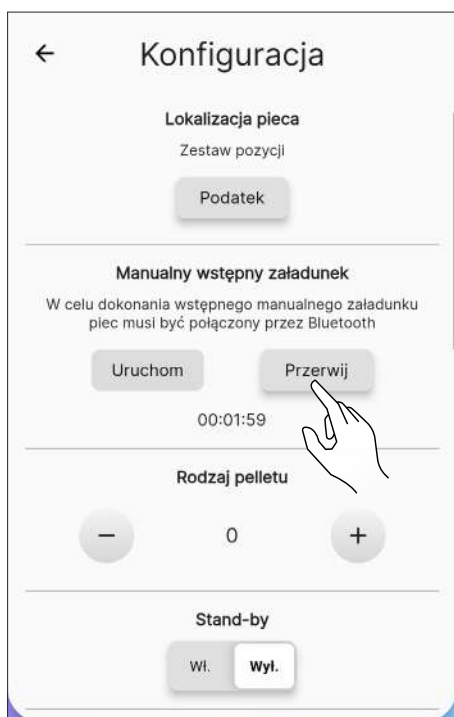 ← Konfiguracja
Lokalizacja pieca
Zestaw pozycji
Podatek
Manualny wstępny załadunek
W celu dokonania wstępnego manualnego załadunku
piec musi być połączony przez Bluetooth
Uruchom Przerwij
00:01:59
Rodzaj pelletu
− 0 +
Stand-by
Wł. Wył.